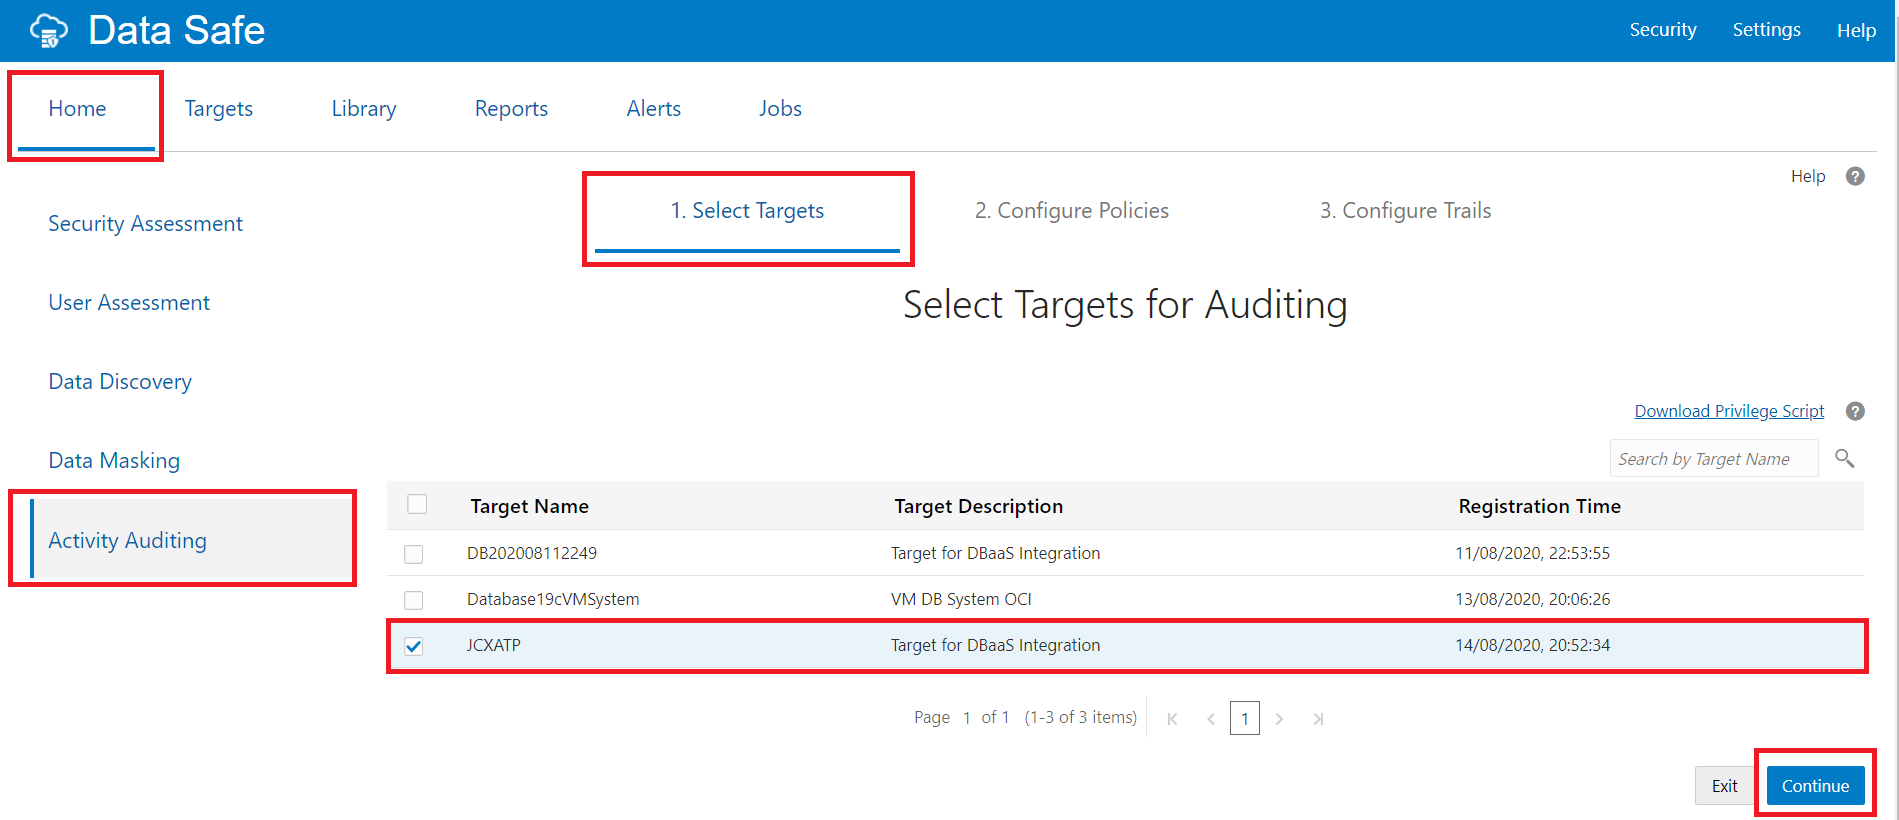 Data Safe
Security Settings Help
Home Targets Library Reports Alerts Jobs
Help ?
1. Select Targets 2. Configure Policies 3. Configure Trails
Security Assessment
User Assessment
Data Discovery
Data Masking
Activity Auditing
Select Targets for Auditing
Download Privilege Script ?
Search by Target Name
Target Name Target Description Registration Time
DB202008112249 Target for DBaaS Integration 11/08/2020, 22:53:55
Database19cVMSystem VM DB System OCI 13/08/2020, 20:06:26
JCXATP Target for DBaaS Integration 14/08/2020, 20:52:34
Page 1 of 1 (1-3 of 3 items) 1
Exit Continue